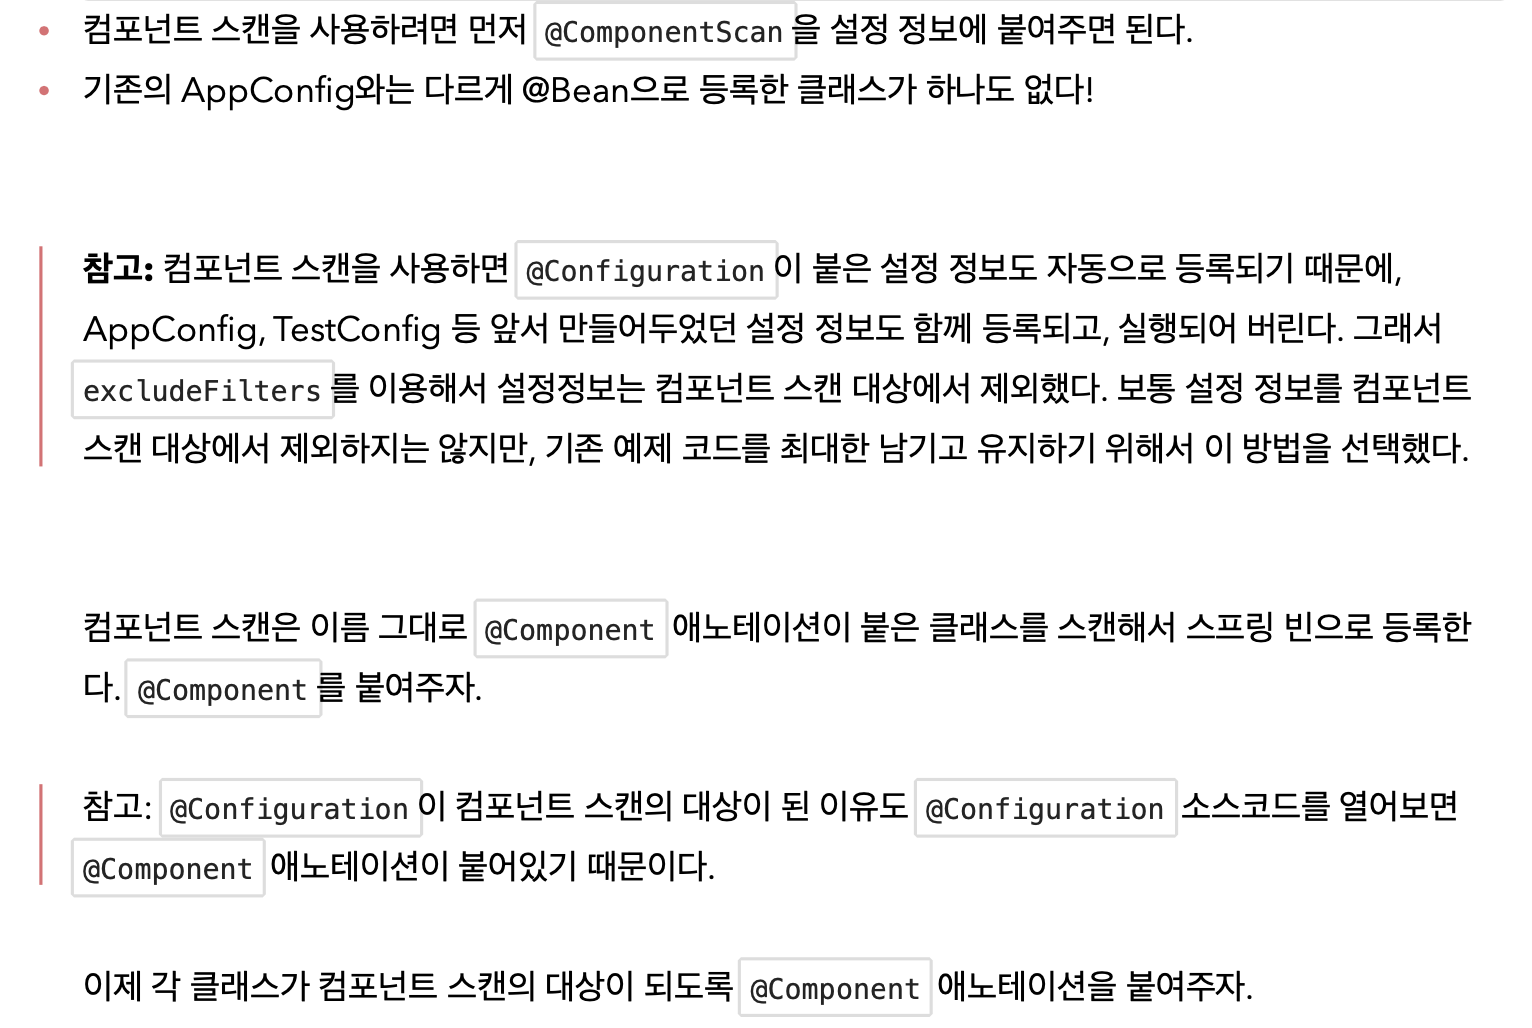 컴포넌트 스캔을 사용하려면 먼저 @ComponentScan 을 설정 정보에 붙여주면 된다.
기존의 AppConfig와는 다르게 @Bean으로 등록한 클래스가 하나도 없다!
참고: 컴포넌트 스캔을 사용하면 @Configuration 이 붙은 설정 정보도 자동으로 등록되기 때문에,
AppConfig, TestConfig 등 앞서 만들어두었던 설정 정보도 함께 등록되고, 실행되어 버린다. 그래서
excludeFilters 를 이용해서 설정정보는 컴포넌트 스캔 대상에서 제외했다. 보통 설정 정보를 컴포넌트
스캔 대상에서 제외하지는 않지만, 기존 예제 코드를 최대한 남기고 유지하기 위해서 이 방법을 선택했다.
컴포넌트 스캔은 이름 그대로 @Component 애노테이션이 붙은 클래스를 스캔해서 스프링 빈으로 등록한
다. @Component 를 붙여주자.
참고: @Configuration 이 컴포넌트 스캔의 대상이 된 이유도 @Configuration 소스코드를 열어보면
@Component 애노테이션이 붙어있기 때문이다.
이제 각 클래스가 컴포넌트 스캔의 대상이 되도록 @Component 애노테이션을 붙여주자.